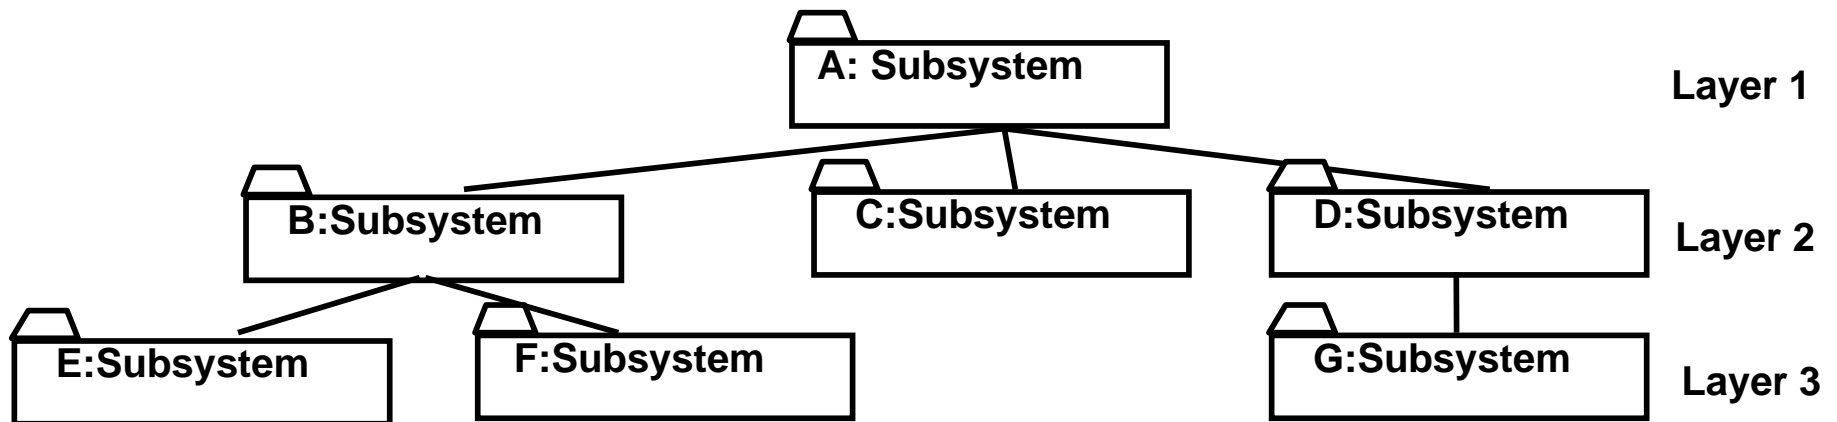 A: Subsystem
Layer 1
B:Subsystem
C:Subsystem
D:Subsystem
Layer 2
E:Subsystem
F:Subsystem
G:Subsystem
Layer 3